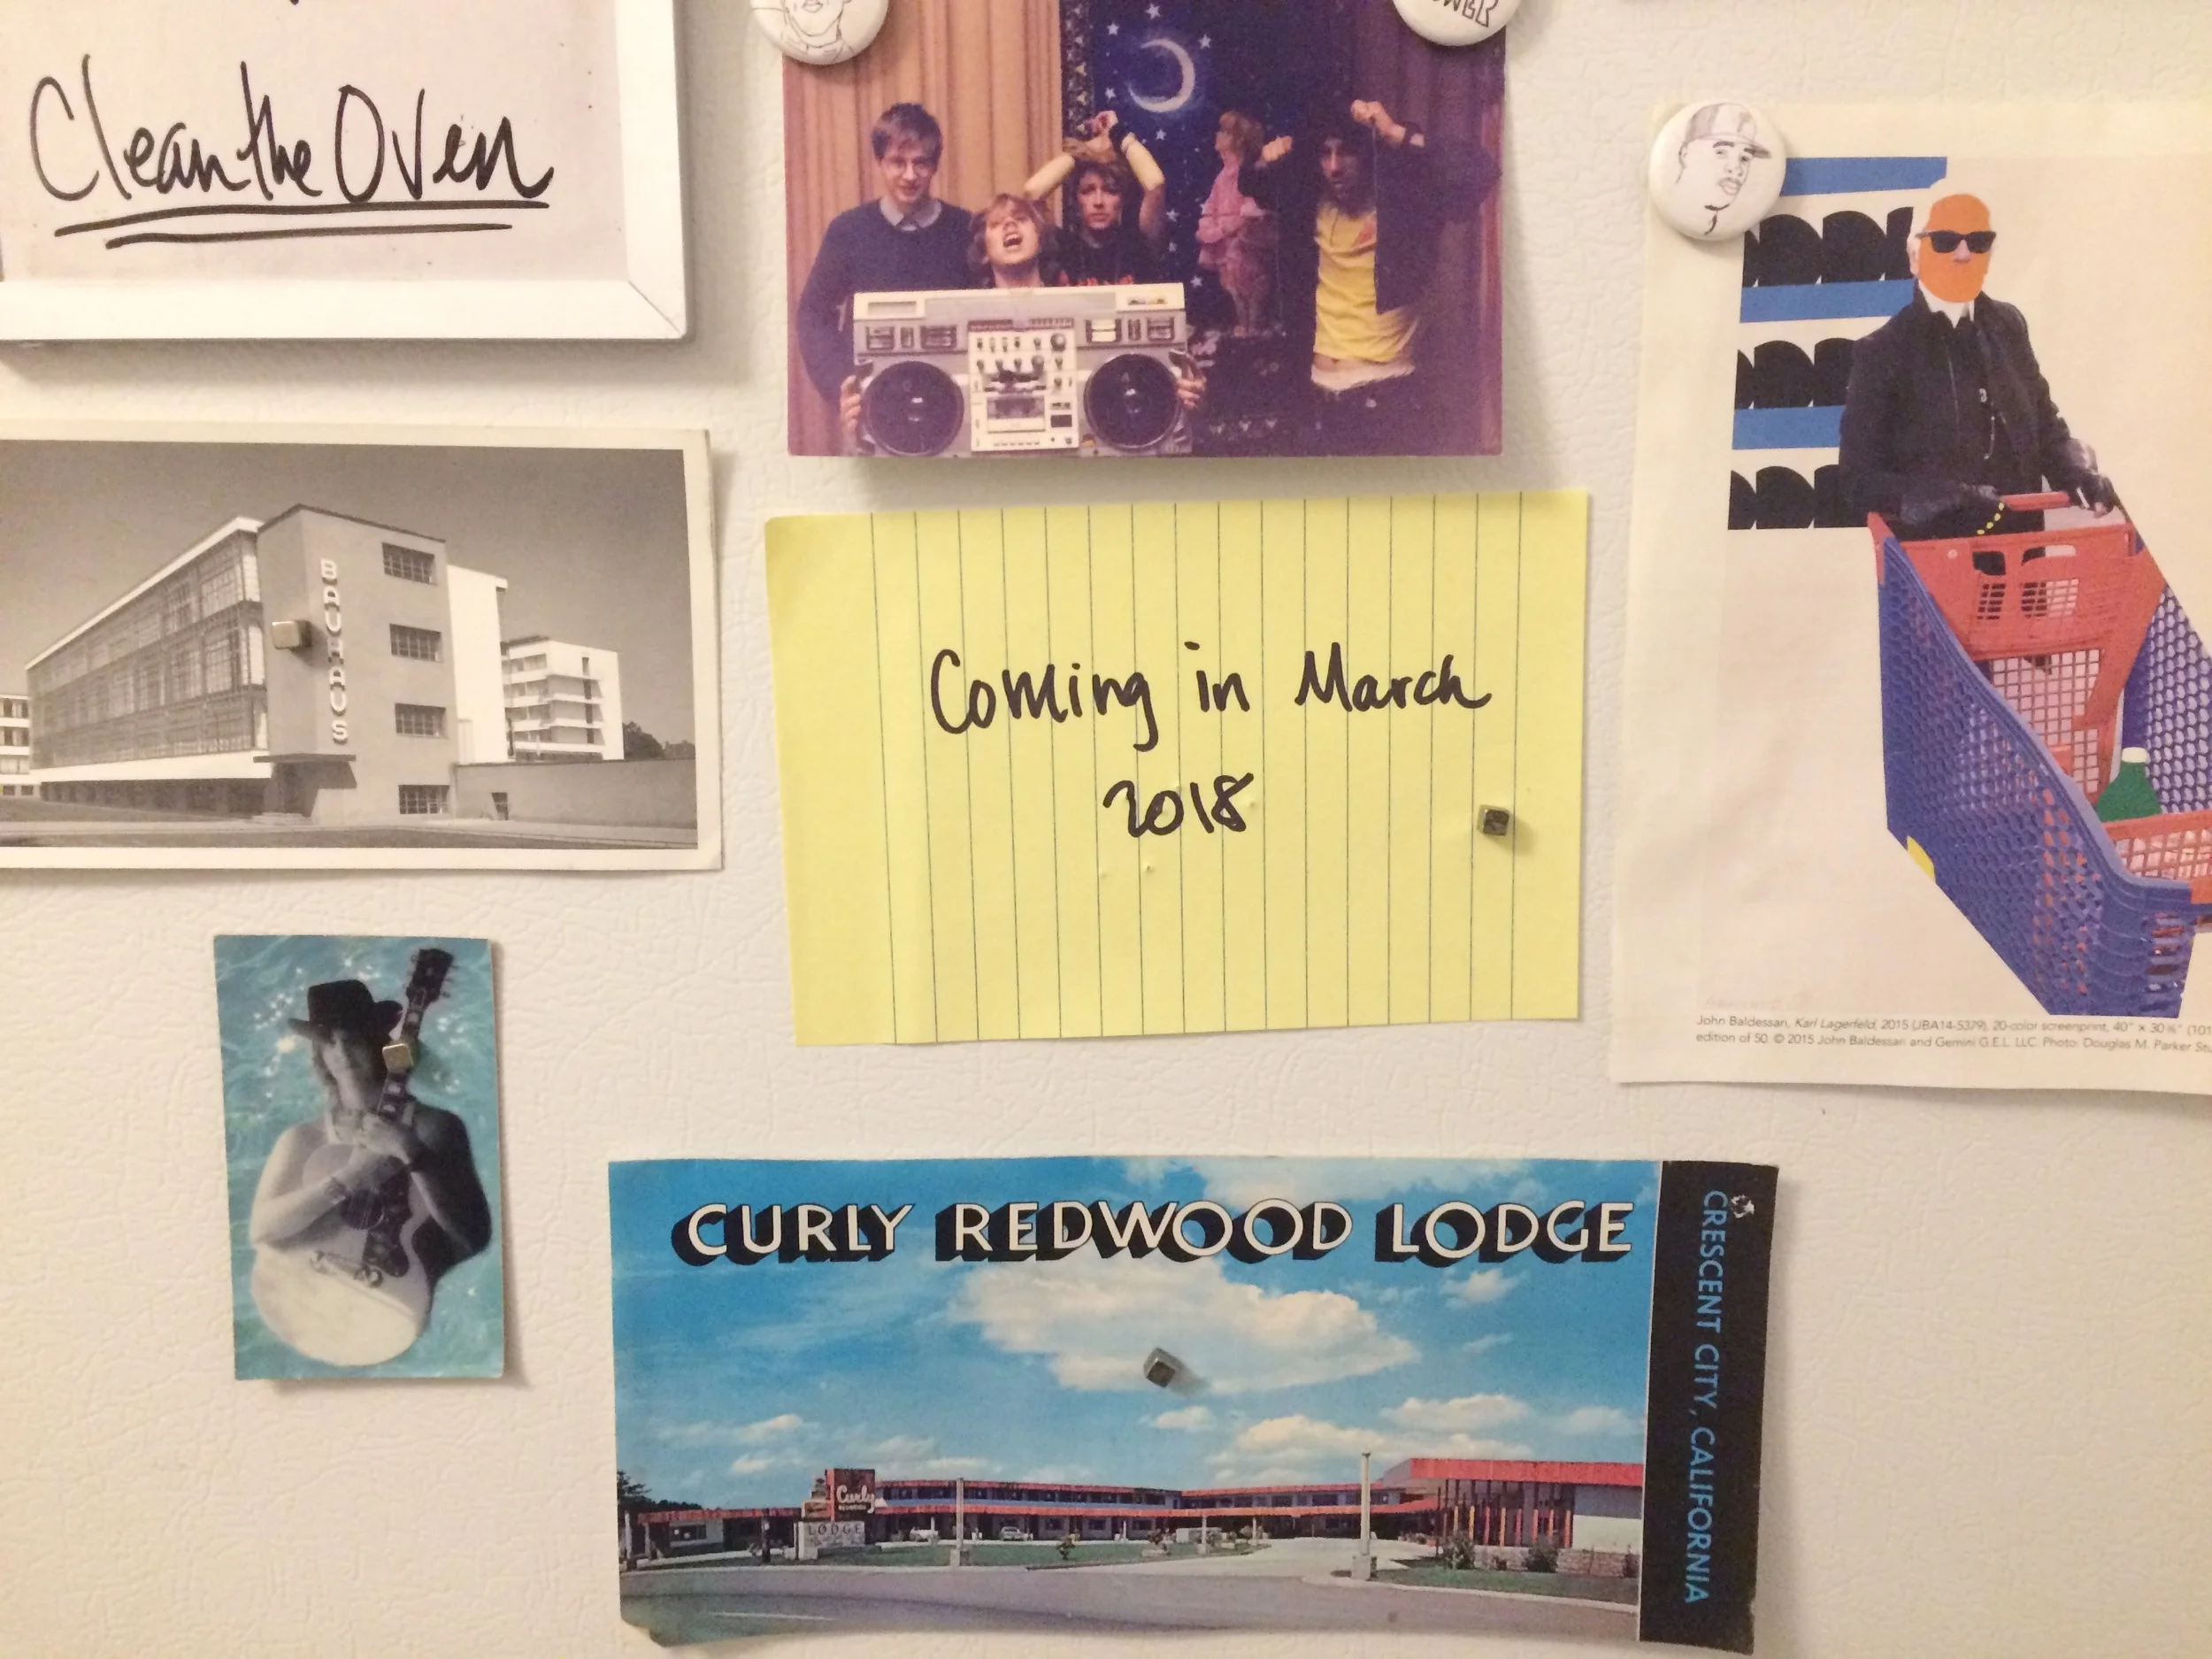 Clean the Oven
BAUHAUS
Coming in March
2018
John Baldessari, Karl Lagerfeld, 2015 (JBA14-5379), 20-color screenprint, 40" x 30
edition of 50. © 2015 John Baldessari and Gemini G.E.L. LLC. Photo: Douglas M. Parker
CURLY REDWOOD LODGE
CRESCENT CITY, CALIFORNIA
Curly
LODGE